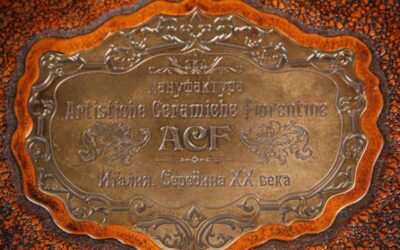 мануфактура
Artistiche Ceramiche Fiorentine
ACF
Италия. Середина XX века